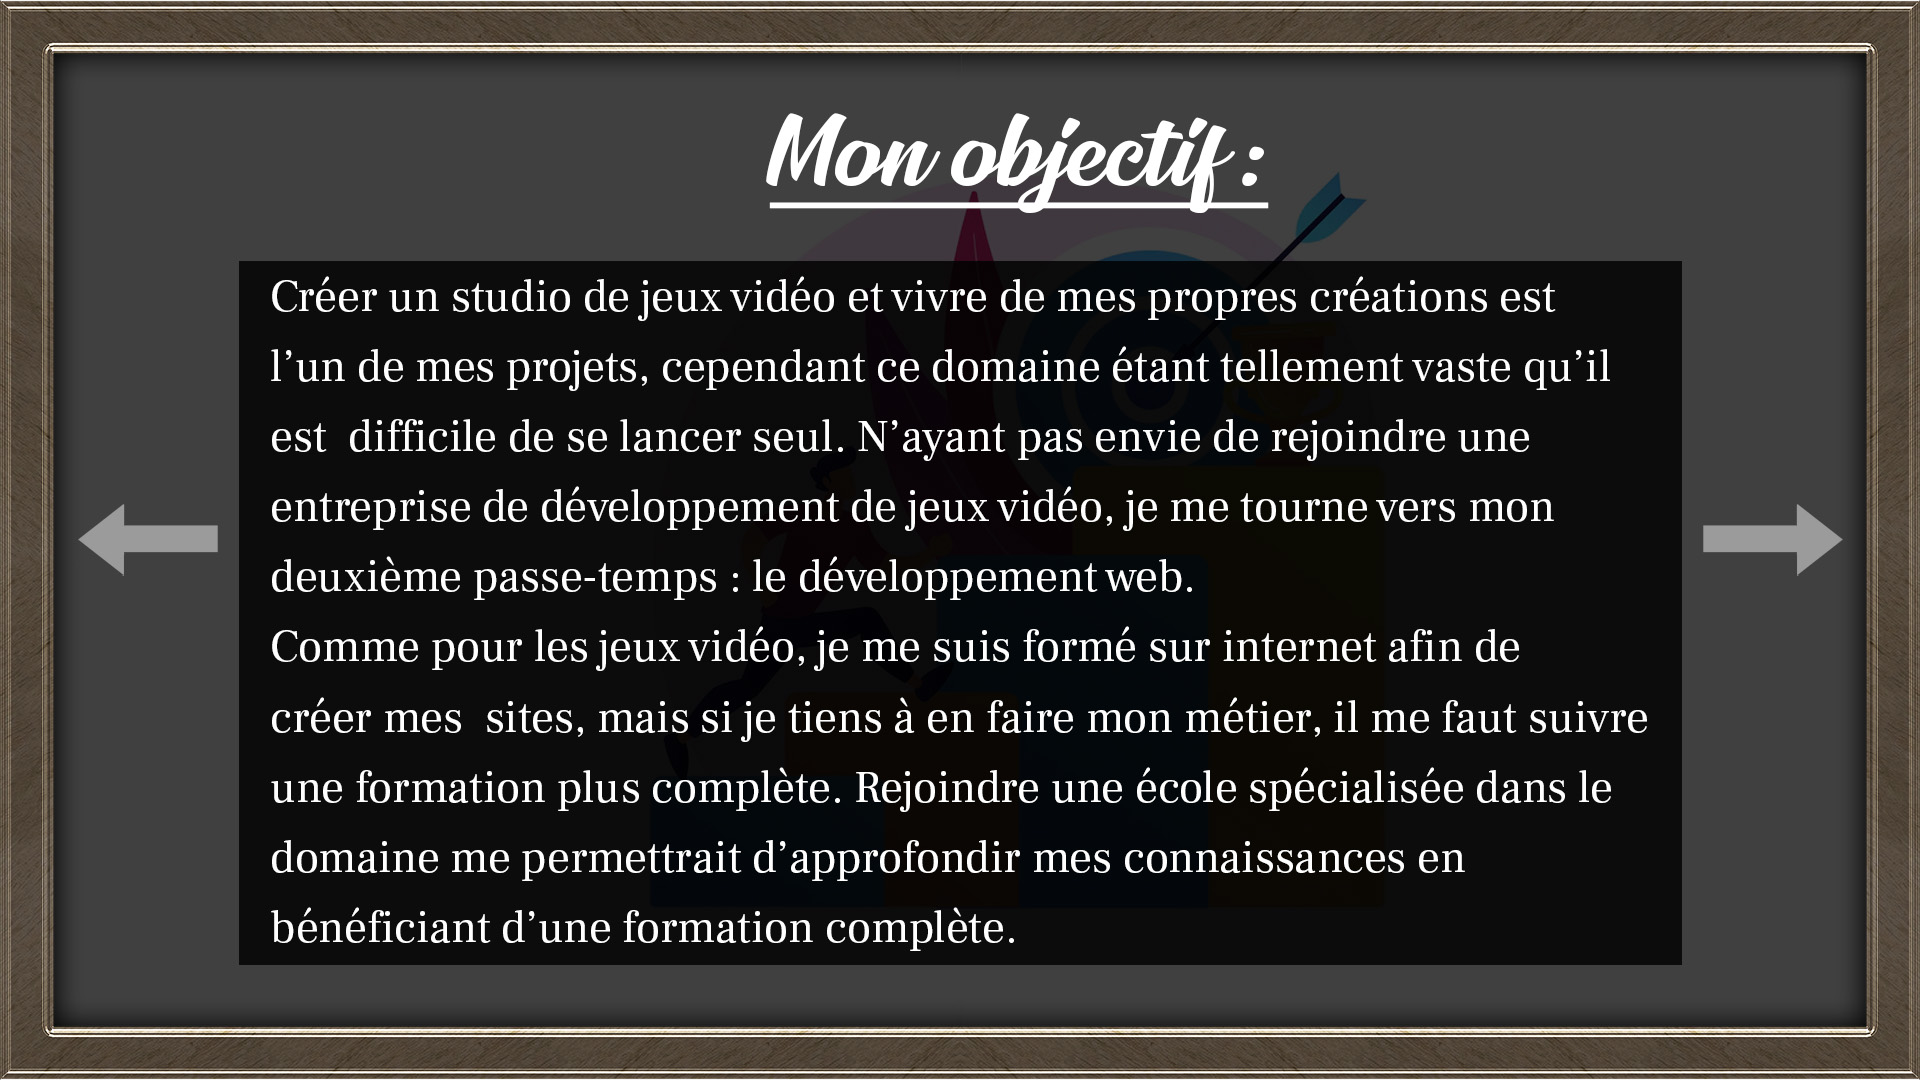 Mon objectif :
Créer un studio de jeux vidéo et vivre de mes propres créations est
l’un de mes projets, cependant ce domaine étant tellement vaste qu’il
est  difficile de se lancer seul. N’ayant pas envie de rejoindre une
entreprise de développement de jeux vidéo, je me tourne vers mon
deuxième passe-temps : le développement web.
Comme pour les jeux vidéo, je me suis formé sur internet afin de
créer mes  sites, mais si je tiens à en faire mon métier, il me faut suivre
une formation plus complète. Rejoindre une école spécialisée dans le
domaine me permettrait d’approfondir mes connaissances en
bénéficiant d’une formation complète.